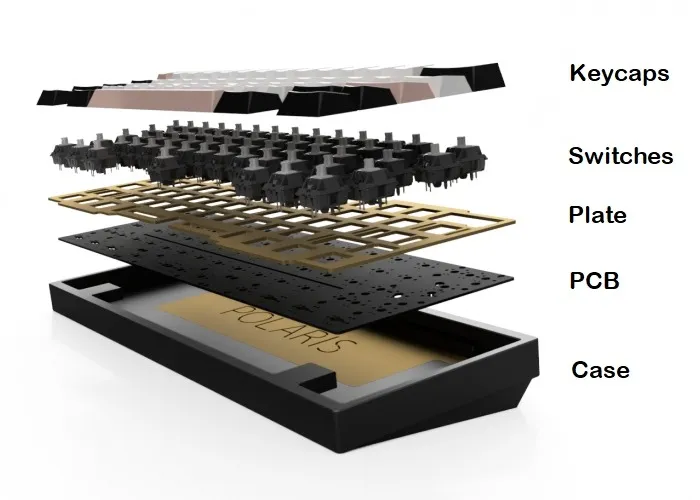 Keycaps
Switches
Plate
PCB
POLARIS
Case